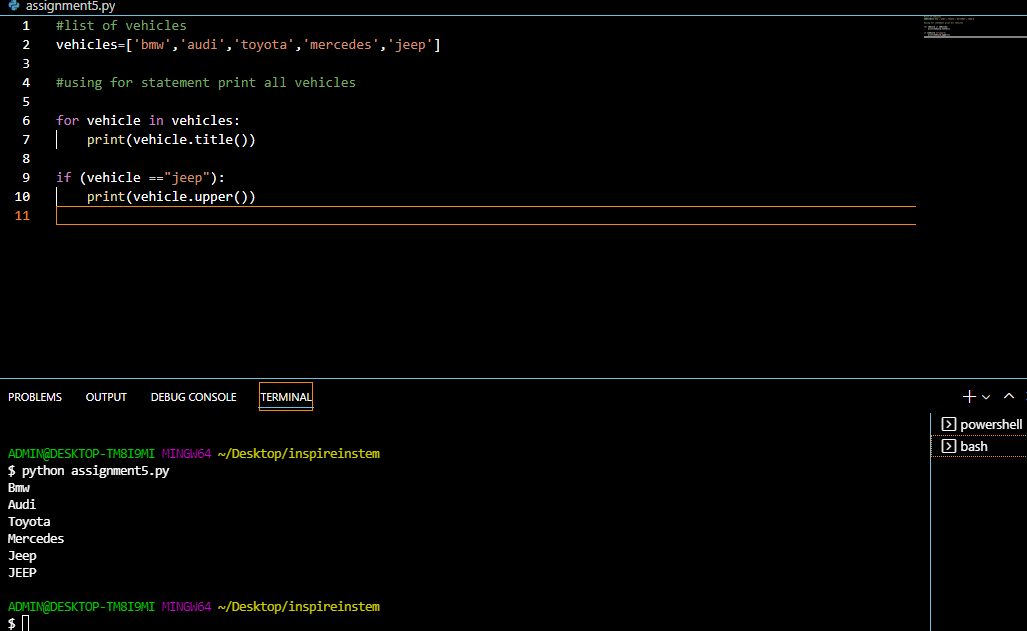 assignment5.py
1 #list of vehicles
2 vehicles=['bmw','audi','toyota','mercedes','jeep']
3
4 #using for statement print all vehicles
5
6 for vehicle in vehicles:
7     print(vehicle.title())
8
9 if (vehicle =="jeep"):
10     print(vehicle.upper())
11
PROBLEMS OUTPUT DEBUG CONSOLE TERMINAL
powershell
bash
ADMIN@DESKTOP-TM8I9MI MINGW64 ~/Desktop/inspireinstem
$ python assignment5.py
Bmw
Audi
Toyota
Mercedes
Jeep
JEEP
ADMIN@DESKTOP-TM8I9MI MINGW64 ~/Desktop/inspireinstem
$